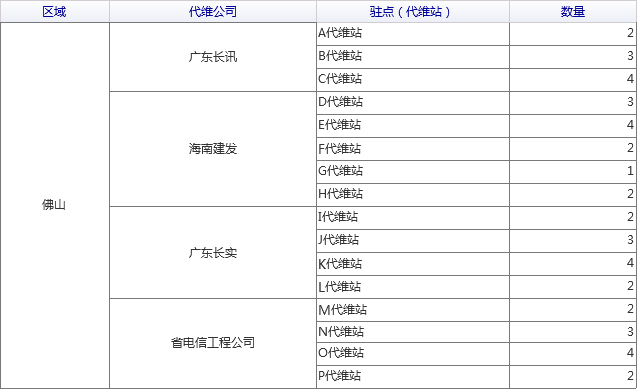 区域 代维公司 驻点（代维站） 数量
A代维站 2
广东长讯 B代维站 3
C代维站 4
D代维站 3
E代维站 4
海南建发 F代维站 2
G代维站 1
H代维站 2
佛山
I代维站 2
广东长实 J代维站 3
K代维站 4
L代维站 2
M代维站 2
省电信工程公司 N代维站 3
O代维站 4
P代维站 2